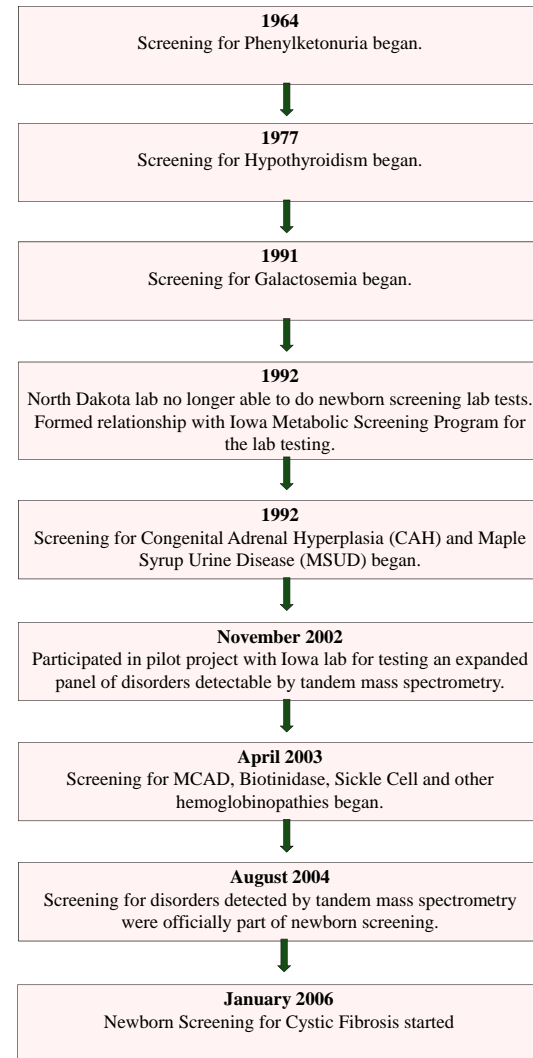 1964
Screening for Phenylketonuria began.
1977
Screening for Hypothyroidism began.
1991
Screening for Galactosemia began.
1992
North Dakota lab no longer able to do newborn screening lab tests.
Formed relationship with Iowa Metabolic Screening Program for
the lab testing.
1992
Screening for Congenital Adrenal Hyperplasia (CAH) and Maple
Syrup Urine Disease (MSUD) began.
November 2002
Participated in pilot project with Iowa lab for testing an expanded
panel of disorders detectable by tandem mass spectrometry.
April 2003
Screening for MCAD, Biotinidase, Sickle Cell and other
hemoglobinopathies began.
August 2004
Screening for disorders detected by tandem mass spectrometry
were officially part of newborn screening.
January 2006
Newborn Screening for Cystic Fibrosis started